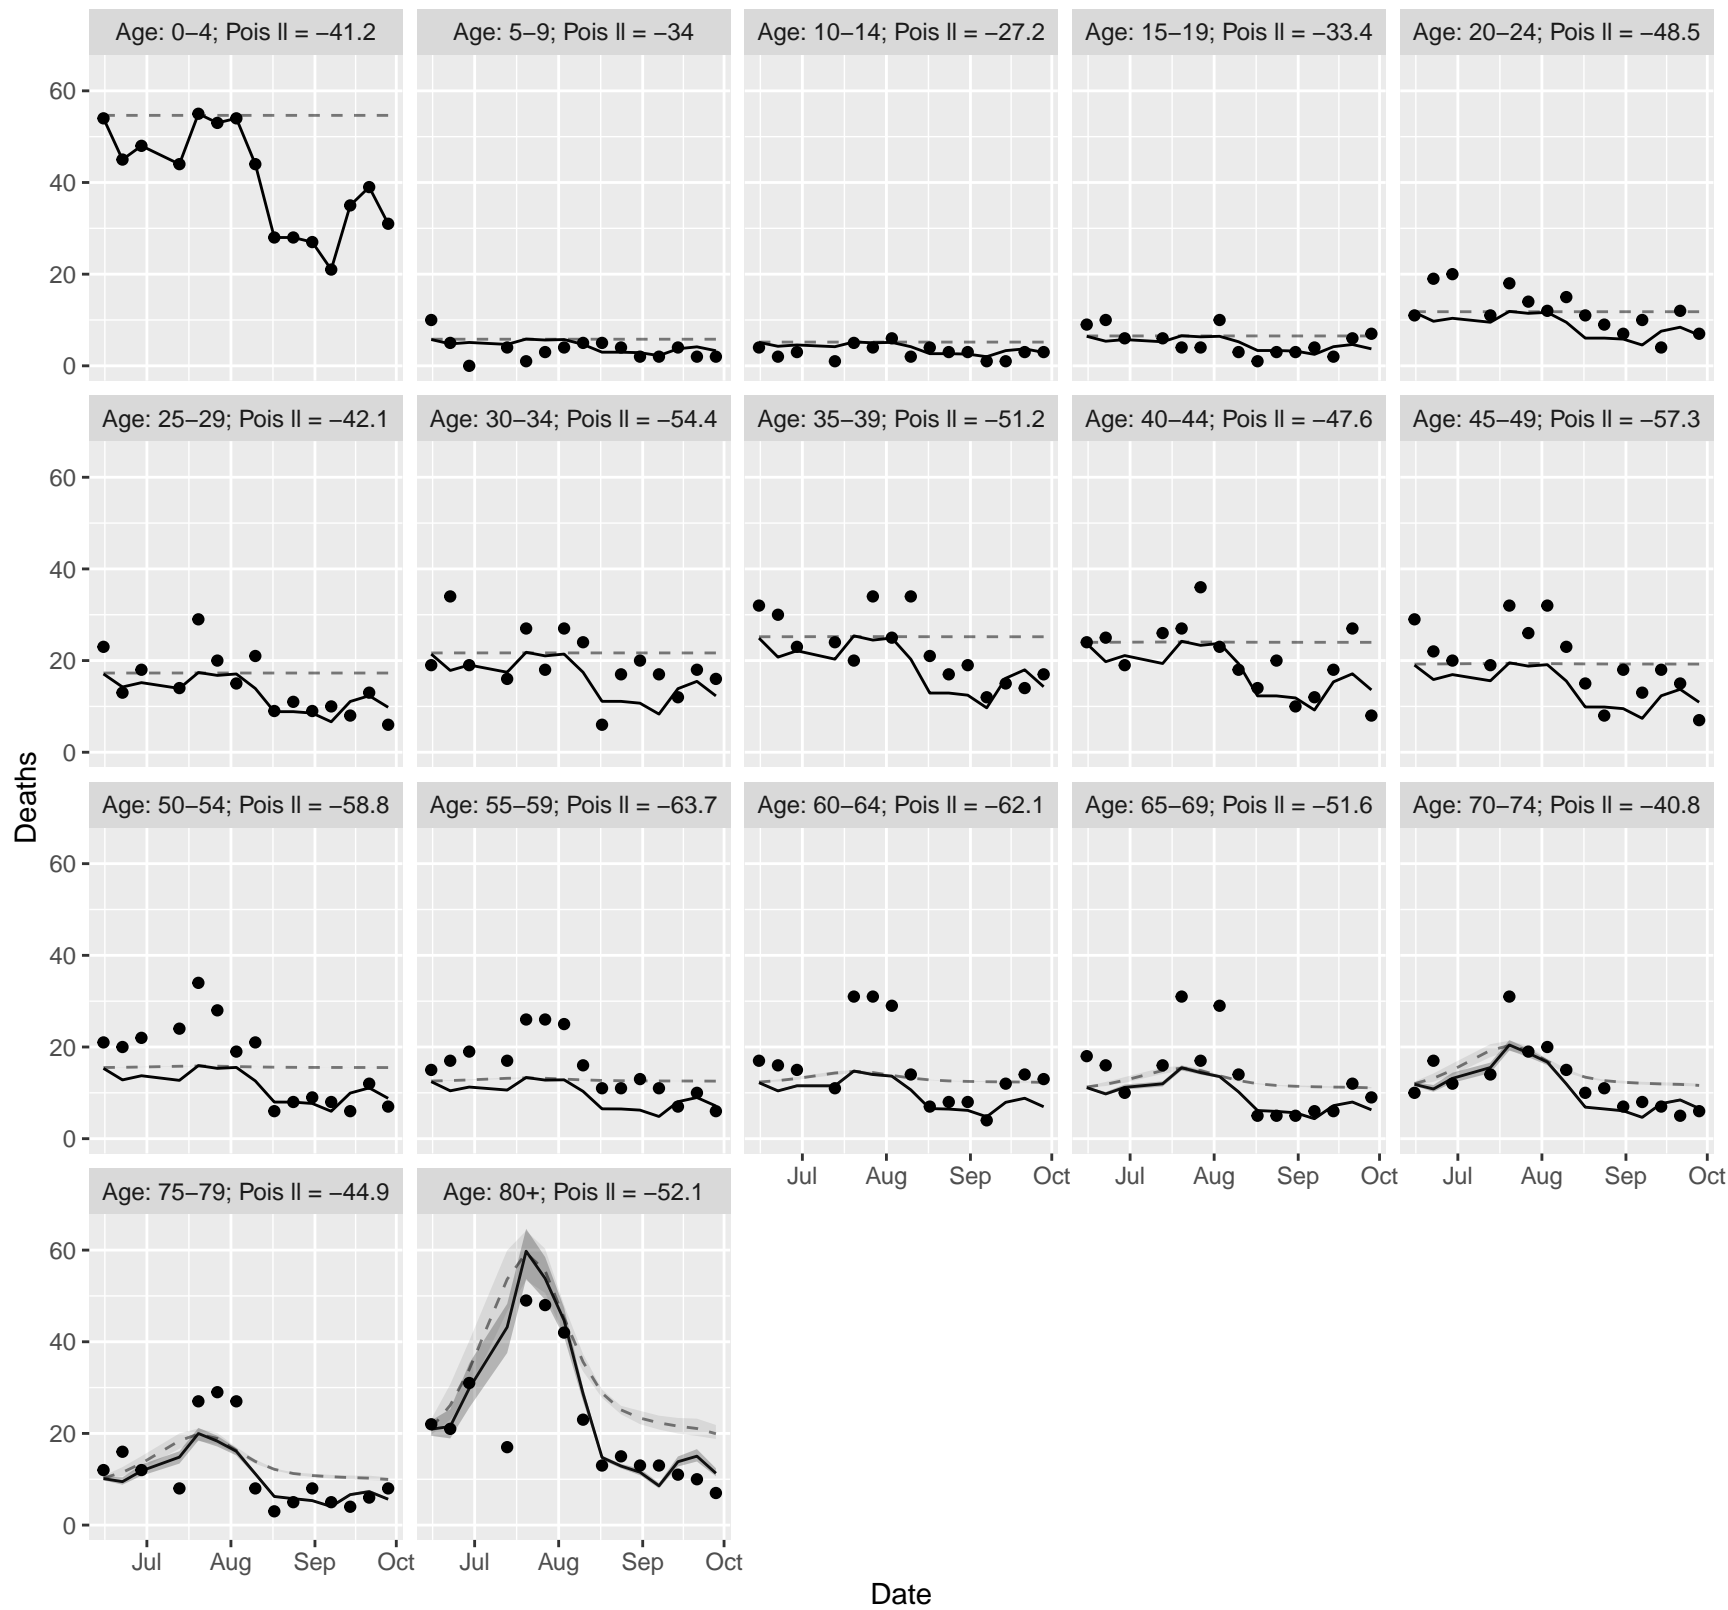 Age: 0–4; Pois ll = −41.2
Age: 5–9; Pois ll = −34
Age: 10–14; Pois ll = −27.2
Age: 15–19; Pois ll = −33.4
Age: 20–24; Pois ll = −48.5
60
40
20
0
Age: 25–29; Pois ll = −42.1
Age: 30–34; Pois ll = −54.4
Age: 35–39; Pois ll = −51.2
Age: 40–44; Pois ll = −47.6
Age: 45–49; Pois ll = −57.3
60
40
20
0
Deaths
Age: 50–54; Pois ll = −58.8
Age: 55–59; Pois ll = −63.7
Age: 60–64; Pois ll = −62.1
Age: 65–69; Pois ll = −51.6
Age: 70–74; Pois ll = −40.8
60
40
20
0
Jul Aug Sep Oct
Jul Aug Sep Oct
Jul Aug Sep Oct
Age: 75–79; Pois ll = −44.9
Age: 80+; Pois ll = −52.1
60
40
20
0
Jul Aug Sep Oct
Jul Aug Sep Oct
Date